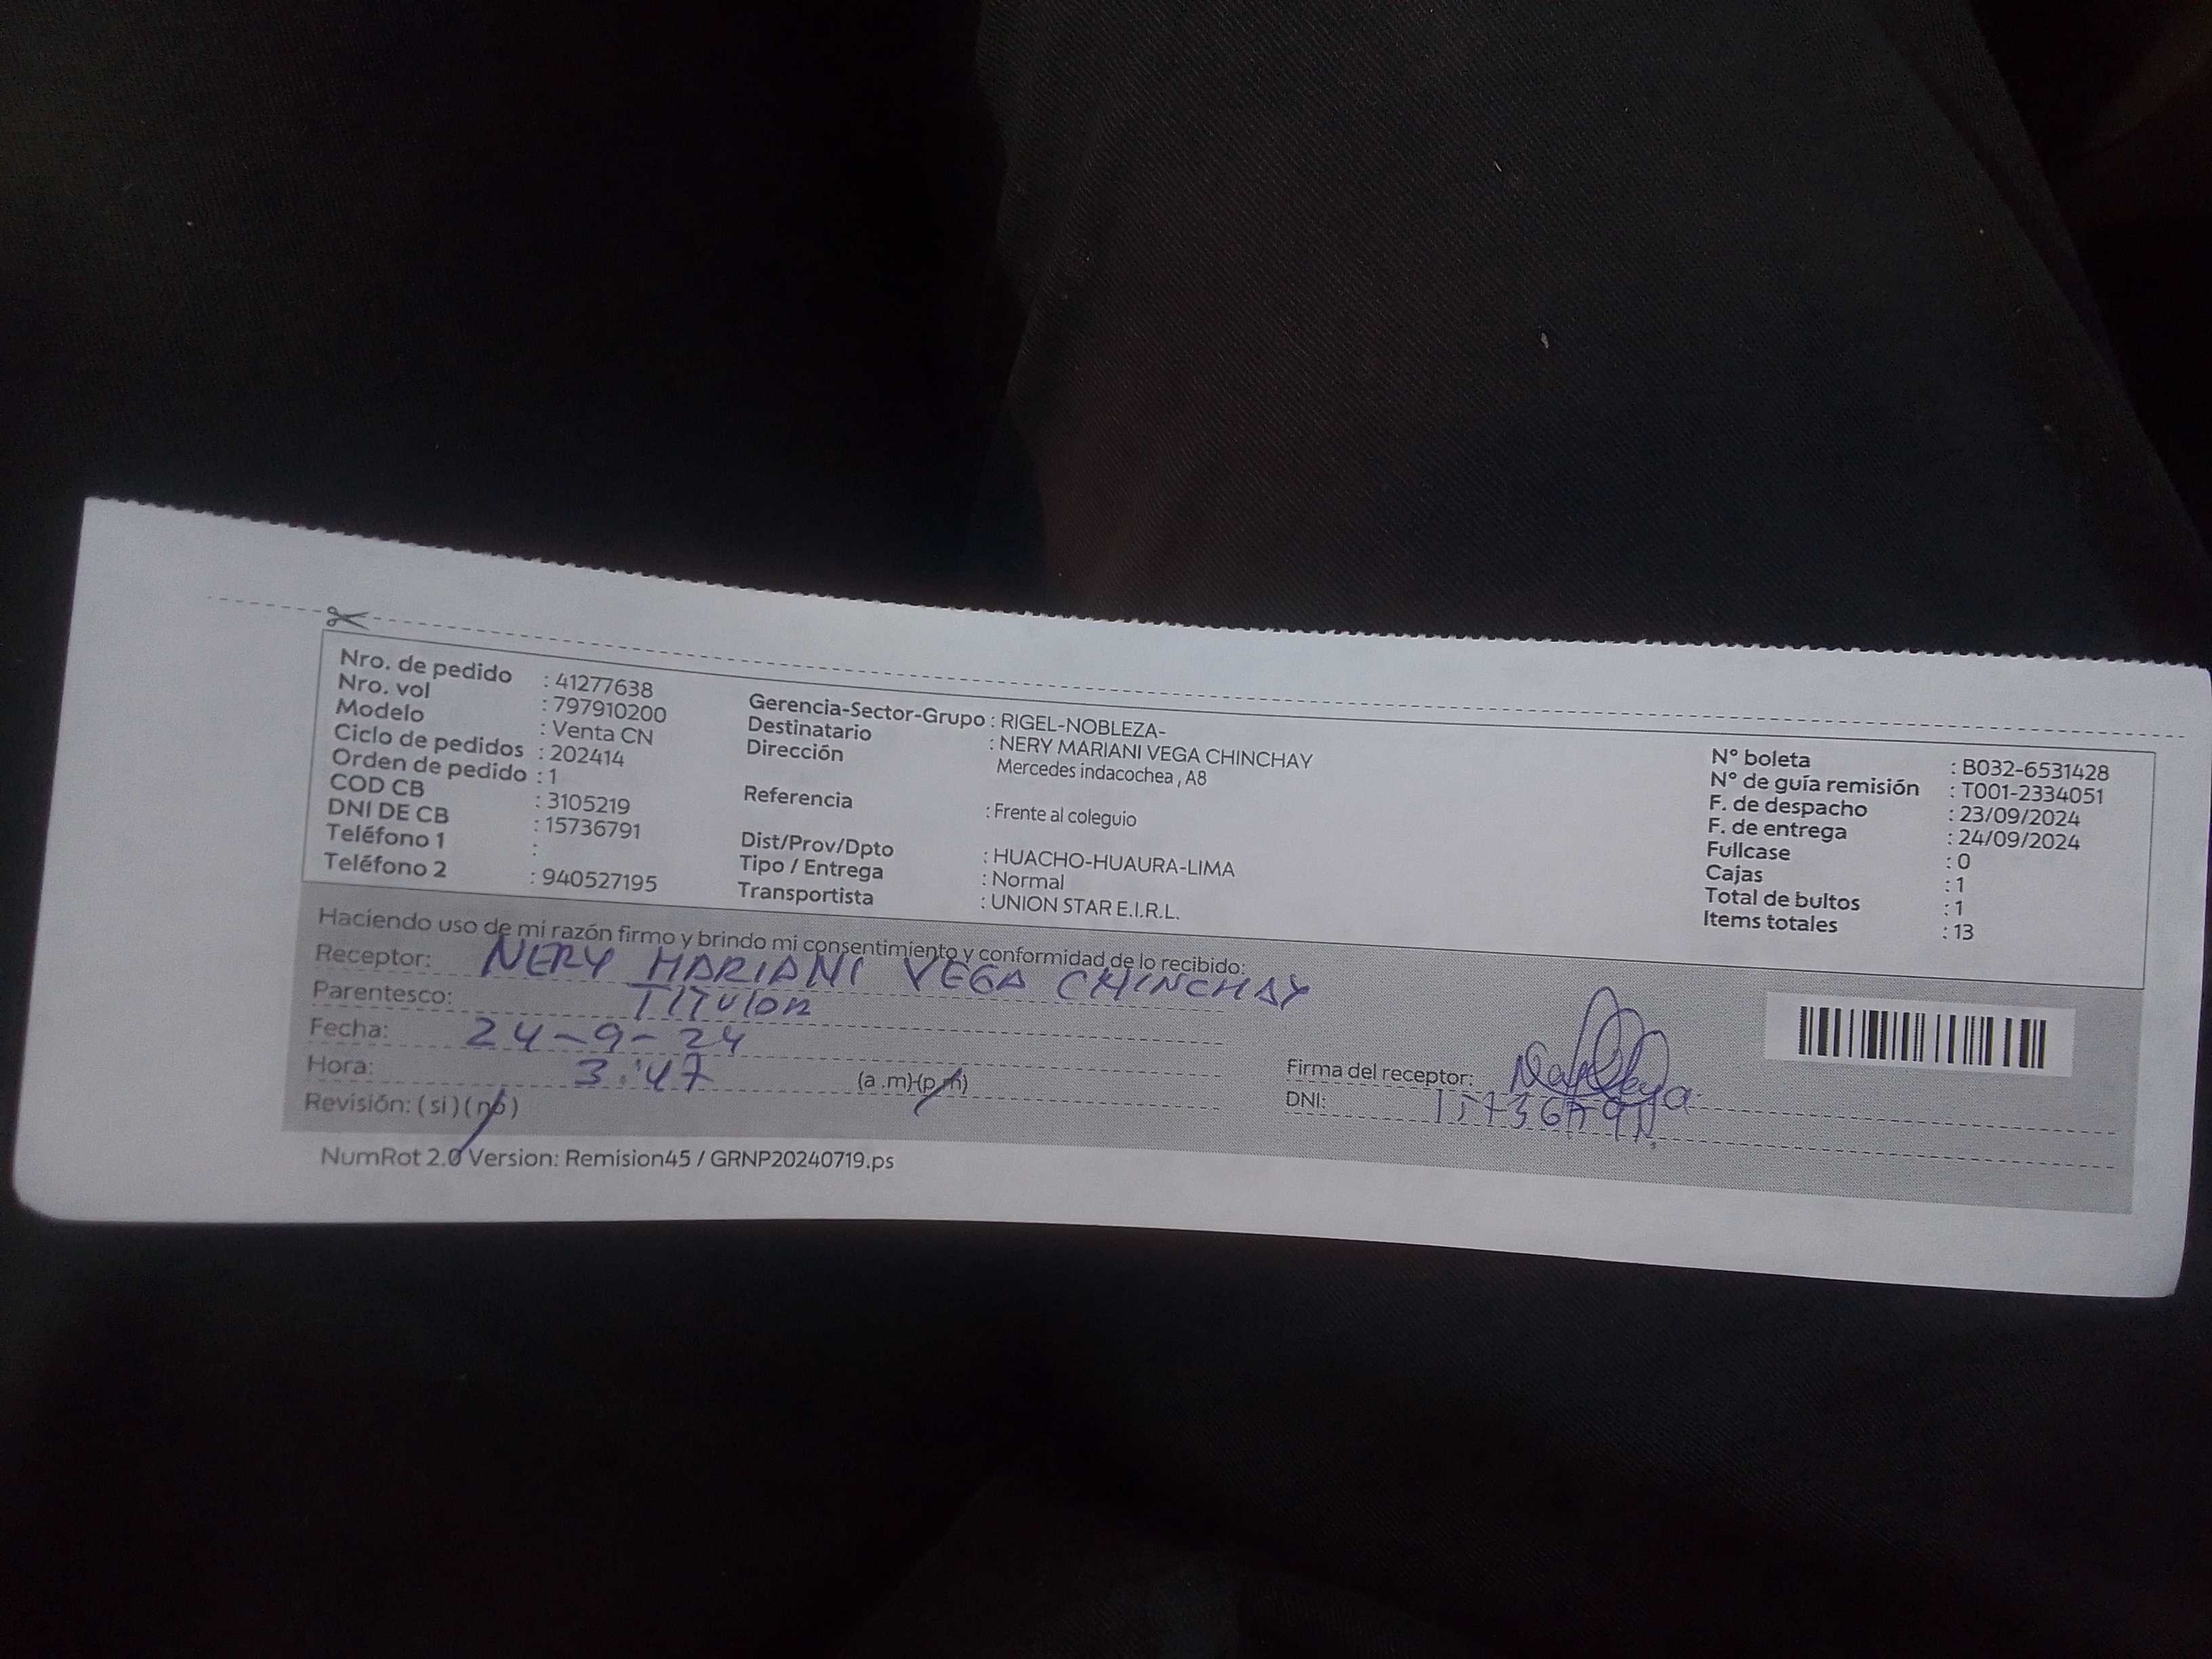 Nro. de pedido : 41277638
Nro. vol : 797910200
Modelo : Venta CN
Ciclo de pedidos : 202414
Orden de pedido : 1
COD CB : 3105219
DNI DE CB : 15736791
Teléfono 1 :
Teléfono 2 : 940527195
Gerencia-Sector-Grupo : RIGEL-NOBLEZA-
Destinatario : NERY MARIANI VEGA CHINCHAY
Dirección Mercedes indacochea , A8
Referencia : Frente al coleguio
Dist/Prov/Dpto : HUACHO-HUAURA-LIMA
Tipo / Entrega : Normal
Transportista : UNION STAR E.I.R.L.
N° boleta : B032-6531428
N° de guía remisión : T001-2334051
F. de despacho : 23/09/2024
F. de entrega : 24/09/2024
Fullcase : 0
Cajas : 1
Total de bultos : 1
Items totales : 13
Haciendo uso de mi razón firmo y brindo mi consentimiento y conformidad de lo recibido:
Receptor: NERY MARIANI VEGA CHINCHAY
Parentesco: TITULAR
Fecha: 24-9-24
Hora: 3:47 (a .m)-(p.m)
Revisión: ( si ) ( no )
Firma del receptor:
DNI:
NumRot 2.0 Version: Remision45 / GRNP20240719.ps